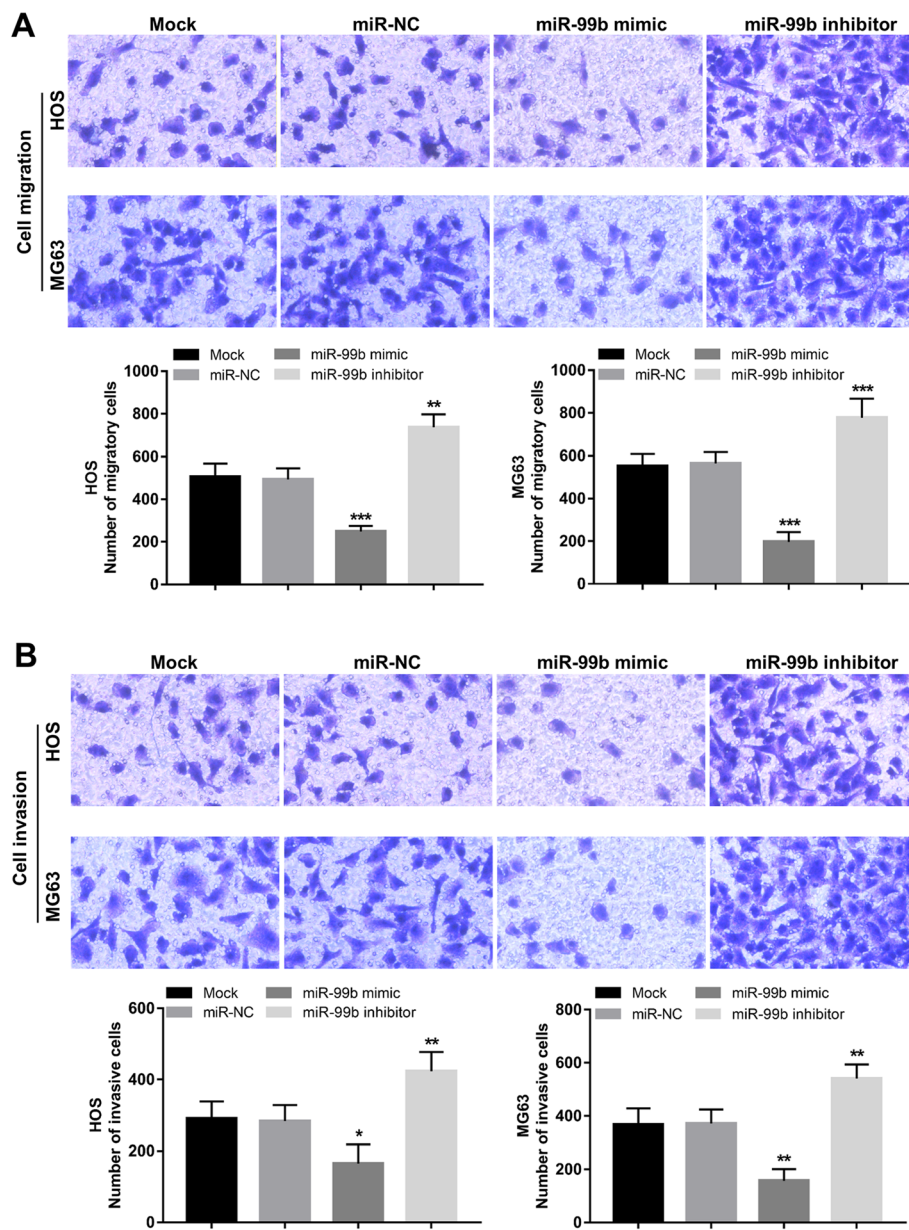 A
Mock miR-NC miR-99b mimic miR-99b inhibitor
Cell migration
HOS
MG63
Mock miR-99b mimic
miR-NC miR-99b inhibitor
HOS
Number of migratory cells
1000
800
600
400
200
0
***
**
Mock miR-99b mimic
miR-NC miR-99b inhibitor
MG63
Number of migratory cells
1000
800
600
400
200
0
***
***
B
Mock miR-NC miR-99b mimic miR-99b inhibitor
Cell invasion
HOS
MG63
Mock miR-99b mimic
miR-NC miR-99b inhibitor
HOS
Number of invasive cells
600
400
200
0
*
**
Mock miR-99b mimic
miR-NC miR-99b inhibitor
MG63
Number of invasive cells
800
600
400
200
0
**
**